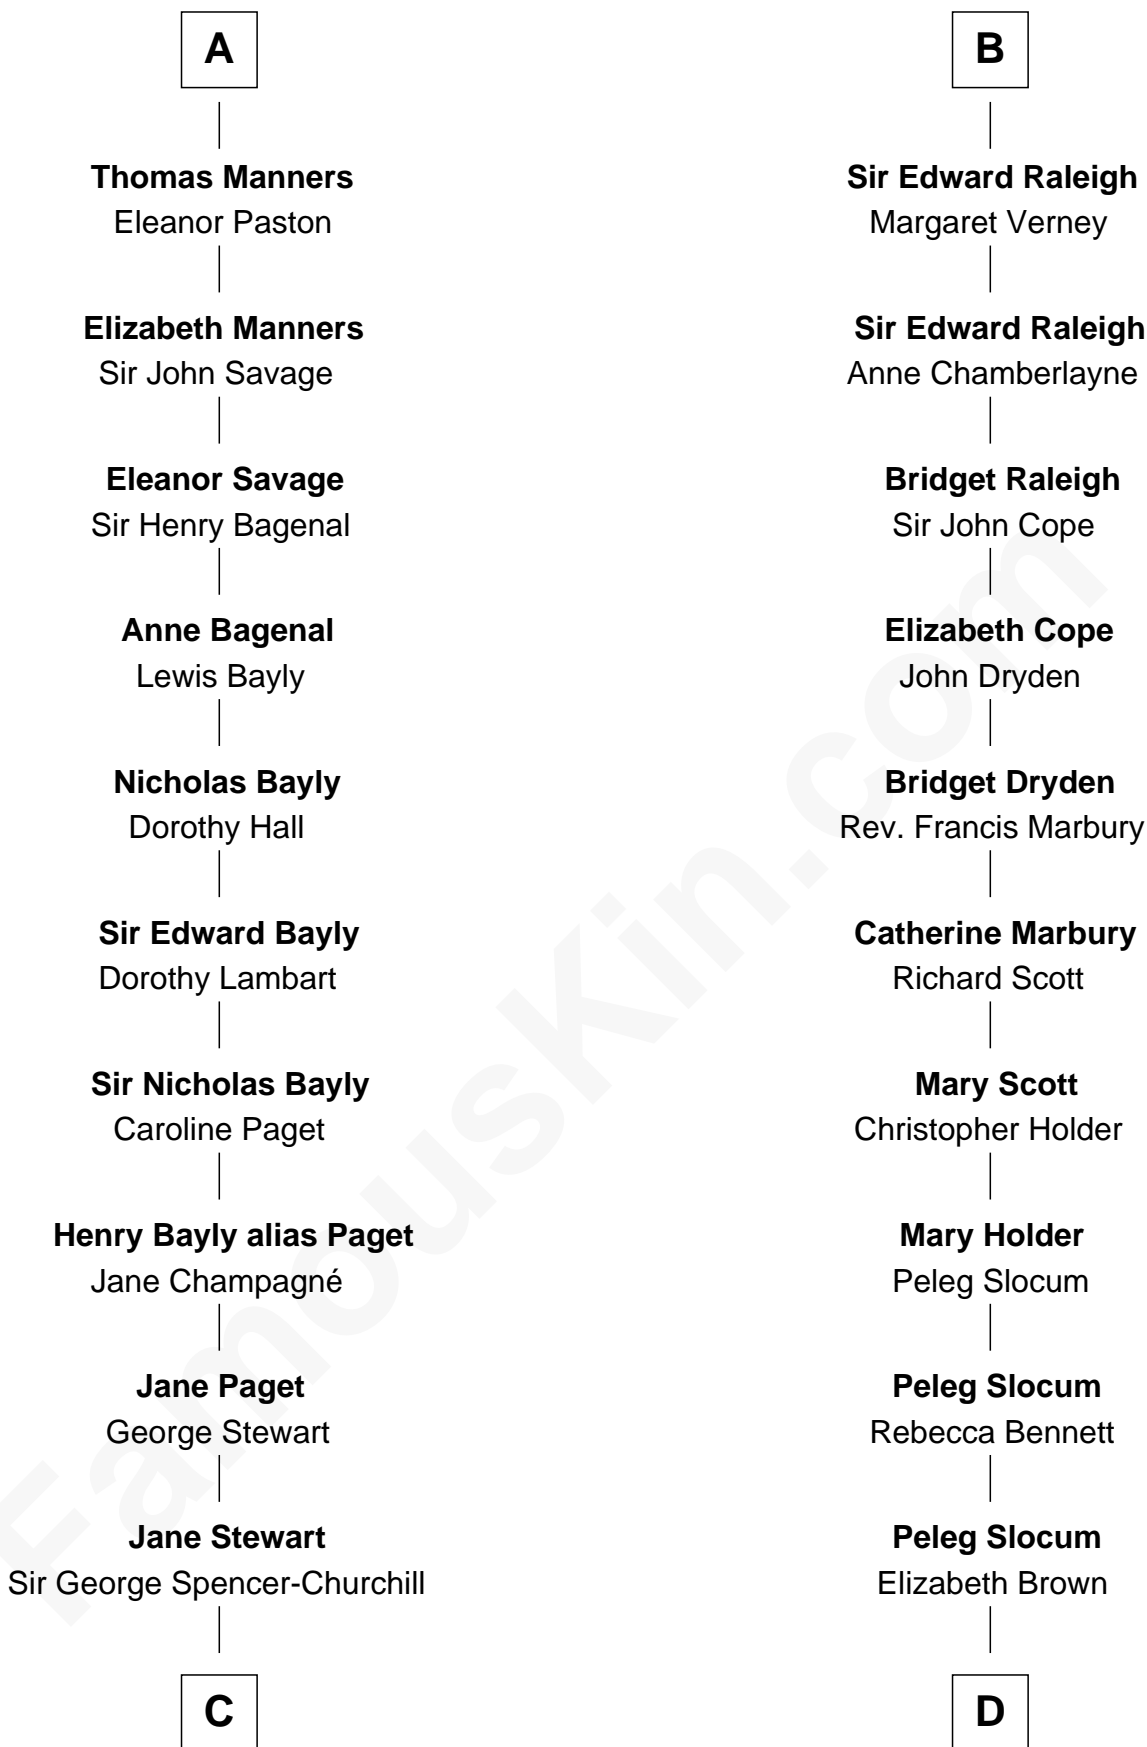 A
Thomas Manners
Eleanor Paston
Elizabeth Manners
Sir John Savage
Eleanor Savage
Sir Henry Bagenal
Anne Bagenal
Lewis Bayly
Nicholas Bayly
Dorothy Hall
Sir Edward Bayly
Dorothy Lambart
Sir Nicholas Bayly
Caroline Paget
Henry Bayly alias Paget
Jane Champagné
Jane Paget
George Stewart
Jane Stewart
Sir George Spencer-Churchill
C
B
Sir Edward Raleigh
Margaret Verney
Sir Edward Raleigh
Anne Chamberlayne
Bridget Raleigh
Sir John Cope
Elizabeth Cope
John Dryden
Bridget Dryden
Rev. Francis Marbury
Catherine Marbury
Richard Scott
Mary Scott
Christopher Holder
Mary Holder
Peleg Slocum
Peleg Slocum
Rebecca Bennett
Peleg Slocum
Elizabeth Brown
D
FamousKin.com